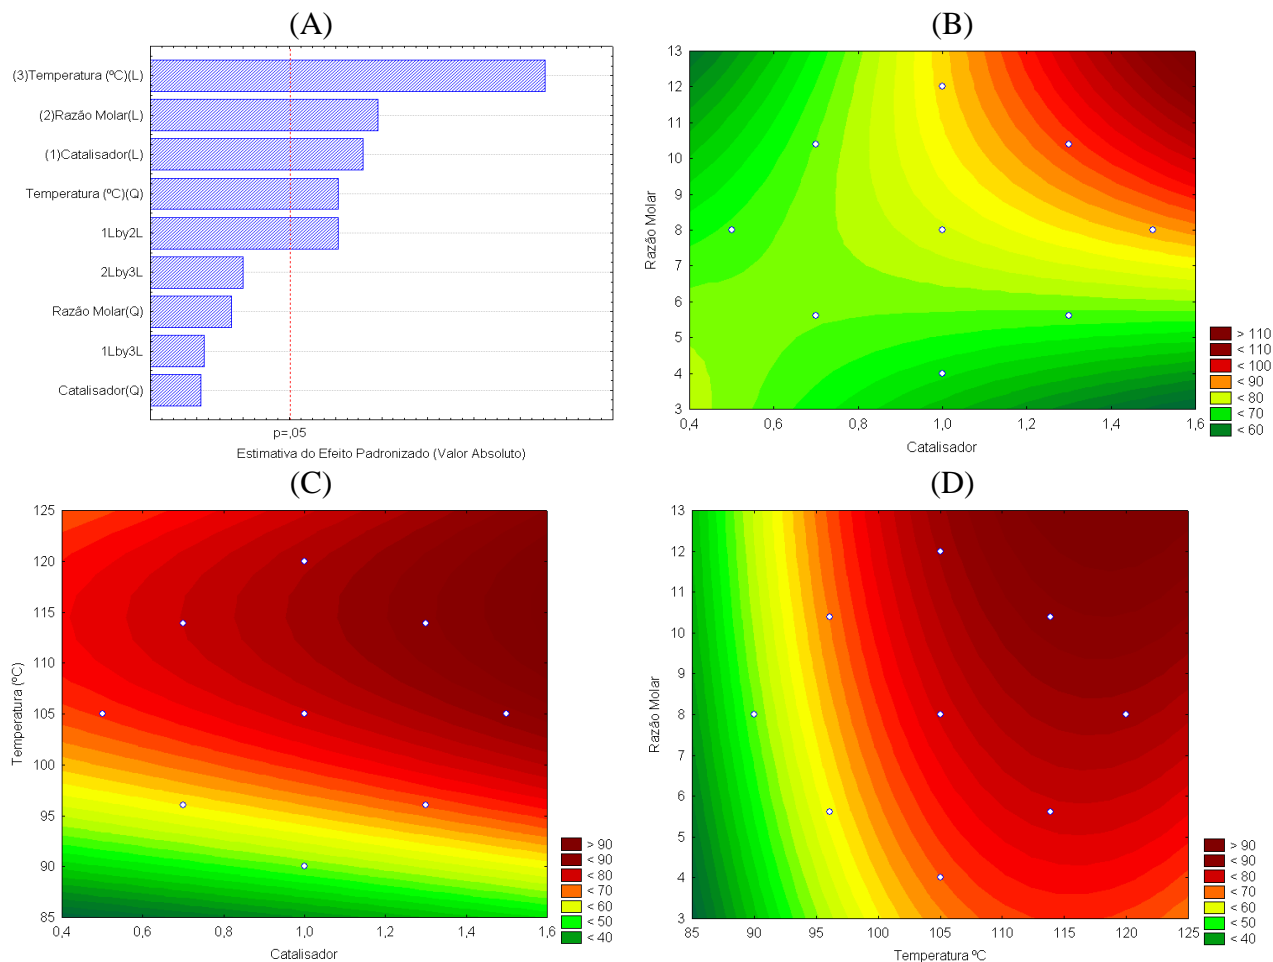 (A)
(3)Temperatura (ºC)(L)
(2)Razão Molar(L)
(1)Catalisador(L)
Temperatura (ºC)(Q)
1Lby2L
2Lby3L
Razão Molar(Q)
1Lby3L
Catalisador(Q)
p=,05
Estimativa do Efeito Padronizado (Valor Absoluto)
(B)
13
12
11
10
9
8
7
6
5
4
3
Razão Molar
0,4 0,6 0,8 1,0 1,2 1,4 1,6
Catalisador
> 110
< 110
< 100
< 90
< 80
< 70
< 60
(C)
125
120
115
110
105
100
95
90
85
Temperatura (ºC)
0,4 0,6 0,8 1,0 1,2 1,4 1,6
Catalisador
> 90
< 90
< 80
< 70
< 60
< 50
< 40
(D)
13
12
11
10
9
8
7
6
5
4
3
Razão Molar
85 90 95 100 105 110 115 120 125
Temperatura ºC
> 90
< 90
< 80
< 70
< 60
< 50
< 40